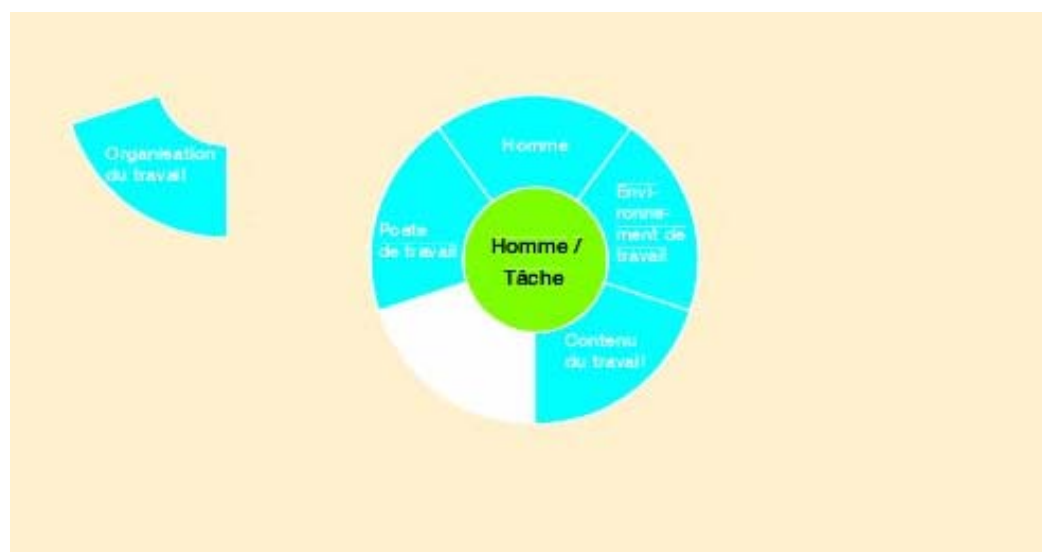 Organisation
du travail
Homme
Envi-
ronne-
ment de
travail
Poste
de travail
Homme /
Tâche
Contenu
du travail